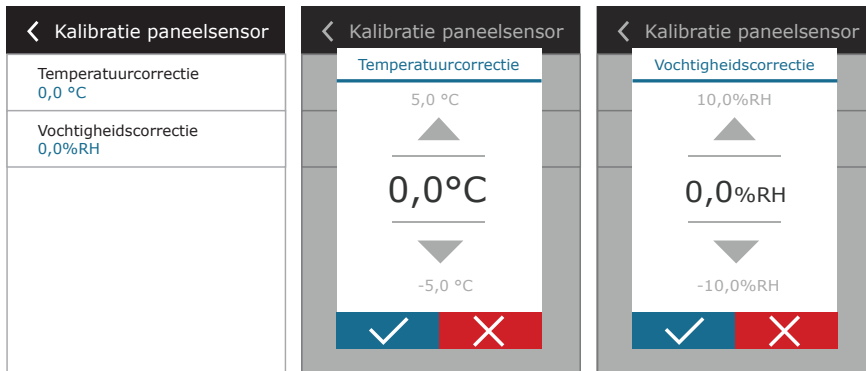 Kalibratie paneelsensor
Temperatuurcorrectie
0,0 °C
Vochtigheidscorrectie
0,0%RH
Kalibratie paneelsensor
Temperatuurcorrectie
5,0 °C
0,0°C
-5,0 °C
Kalibratie paneelsensor
Vochtigheidscorrectie
10,0%RH
0,0%RH
-10,0%RH